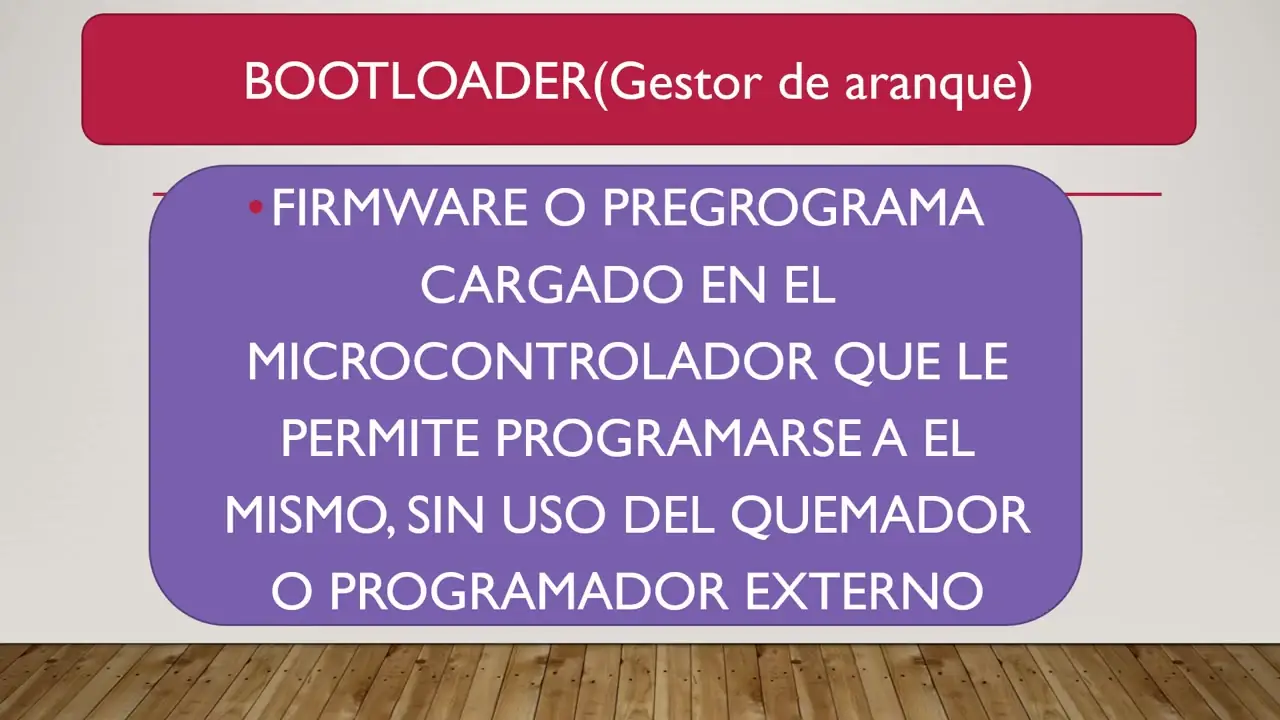 BOOTLOADER(Gestor de aranque)
•FIRMWARE O PREGROGRAMA
CARGADO EN EL
MICROCONTROLADOR QUE LE
PERMITE PROGRAMARSE A EL
MISMO, SIN USO DEL QUEMADOR
O PROGRAMADOR EXTERNO